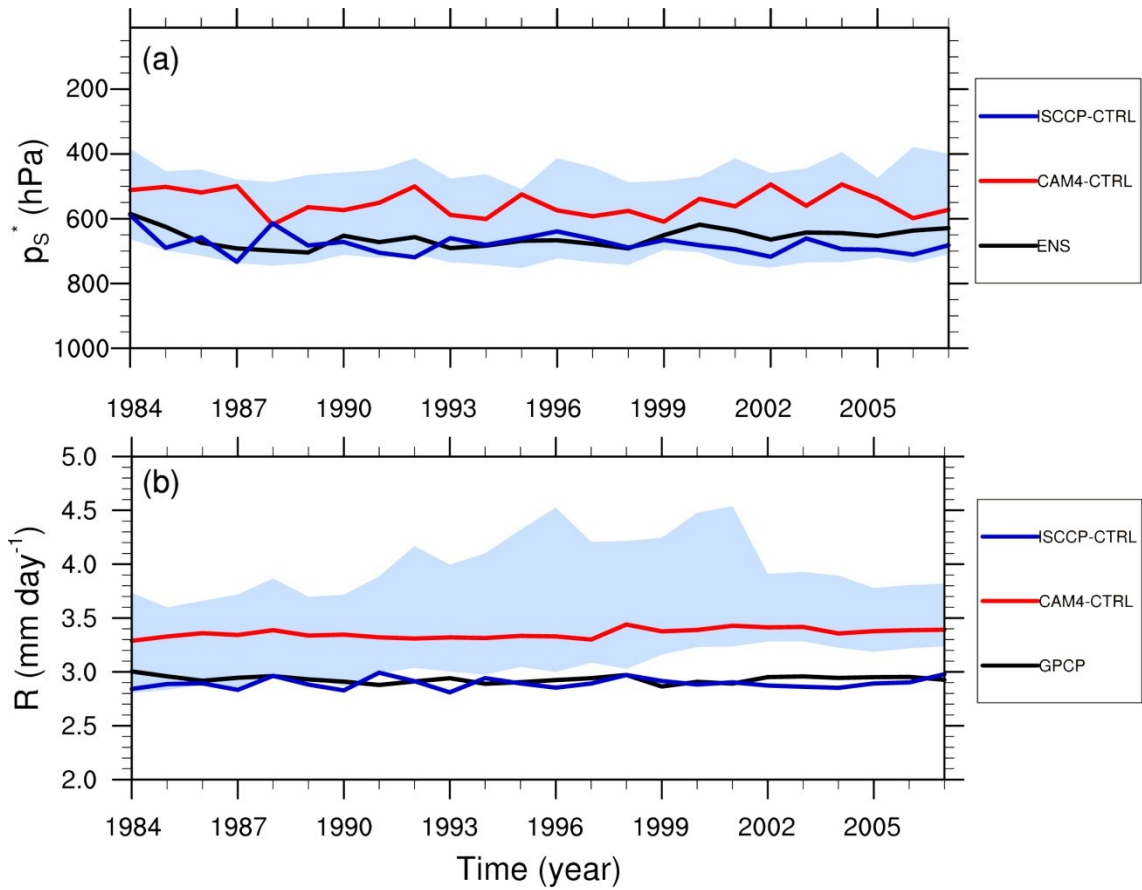 (a)
200
400
600
800
1000
p_S^* (hPa)
1984 1987 1990 1993 1996 1999 2002 2005
ISCCP-CTRL
CAM4-CTRL
ENS
(b)
5.0
4.5
4.0
3.5
3.0
2.5
2.0
R (mm day^-1)
1984 1987 1990 1993 1996 1999 2002 2005
Time (year)
ISCCP-CTRL
CAM4-CTRL
GPCP